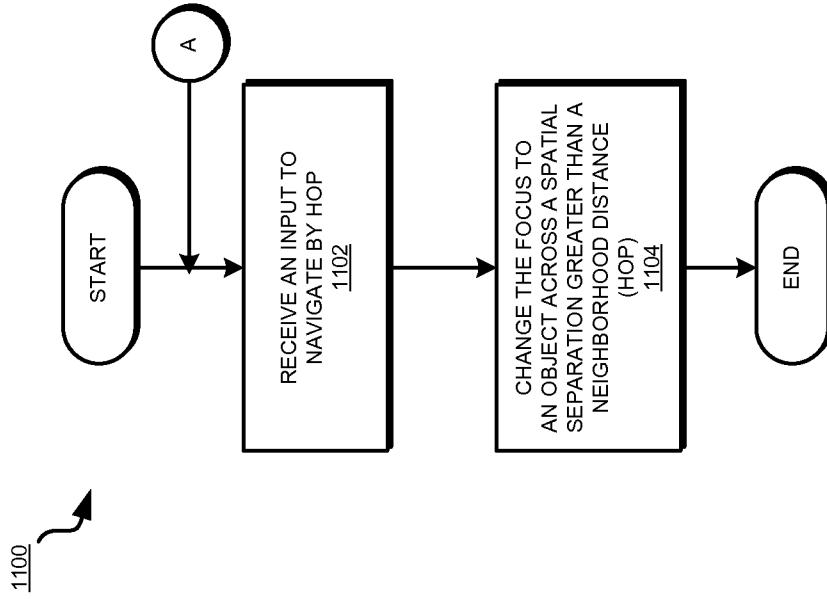 1100
START
A
RECEIVE AN INPUT TO
NAVIGATE BY HOP
1102
CHANGE THE FOCUS TO
AN OBJECT ACROSS A SPATIAL
SEPARATION GREATER THAN A
NEIGHBORHOOD DISTANCE
(HOP)
1104
END